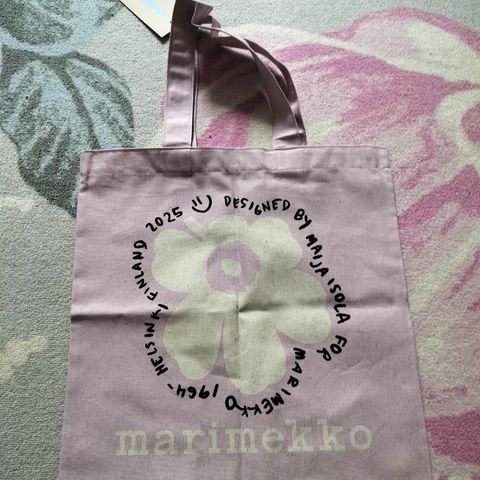 DESIGNED BY MAIJA ISOLA FOR MARIMEKKO 1964 - HELSINKI, FINLAND 2025
marimekko